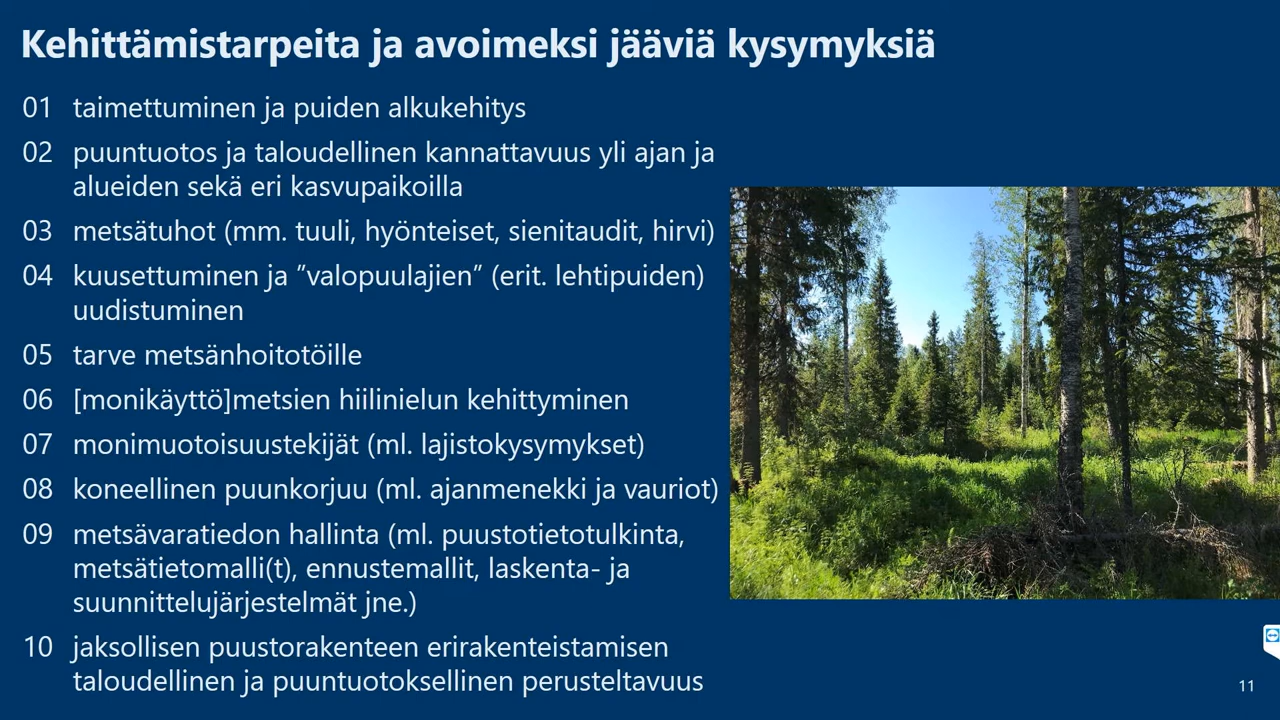 Kehittämistarpeita ja avoimeksi jääviä kysymyksiä
01 taimettuminen ja puiden alkukehitys
02 puuntuotos ja taloudellinen kannattavuus yli ajan ja
alueiden sekä eri kasvupaikoilla
03 metsätuhot (mm. tuuli, hyönteiset, sienitaudit, hirvi)
04 kuusettuminen ja ”valopuulajien” (erit. lehtipuiden)
uudistuminen
05 tarve metsänhoitotöille
06 [monikäyttö]metsien hiilinielun kehittyminen
07 monimuotoisuustekijät (ml. lajistokysymykset)
08 koneellinen puunkorjuu (ml. ajanmenekki ja vauriot)
09 metsävaratiedon hallinta (ml. puustotietotulkinta,
metsätietomalli(t), ennustemallit, laskenta- ja
suunnittelujärjestelmät jne.)
10 jaksollisen puustorakenteen erirakenteistamisen
taloudellinen ja puuntuotoksellinen perusteltavuus
11